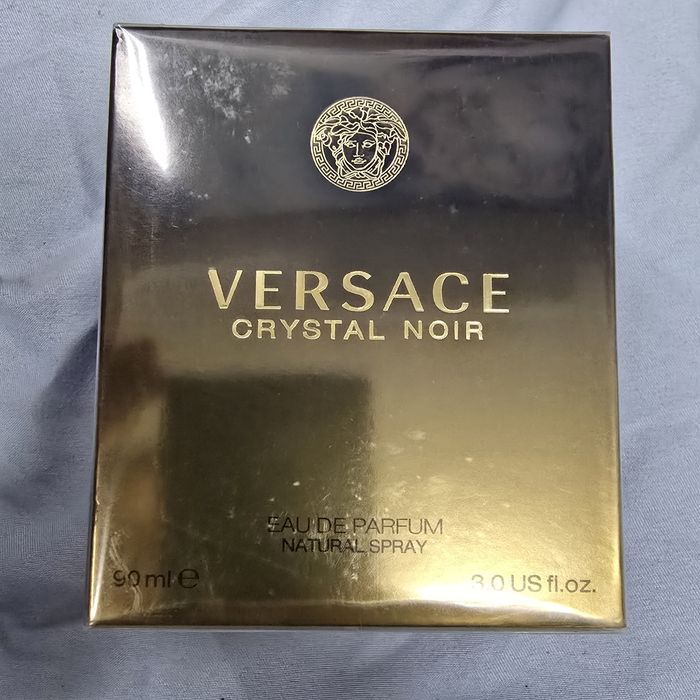 VERSACE
CRYSTAL NOIR
EAU DE PARFUM
NATURAL SPRAY
90 ml e 3.0 US fl.oz.